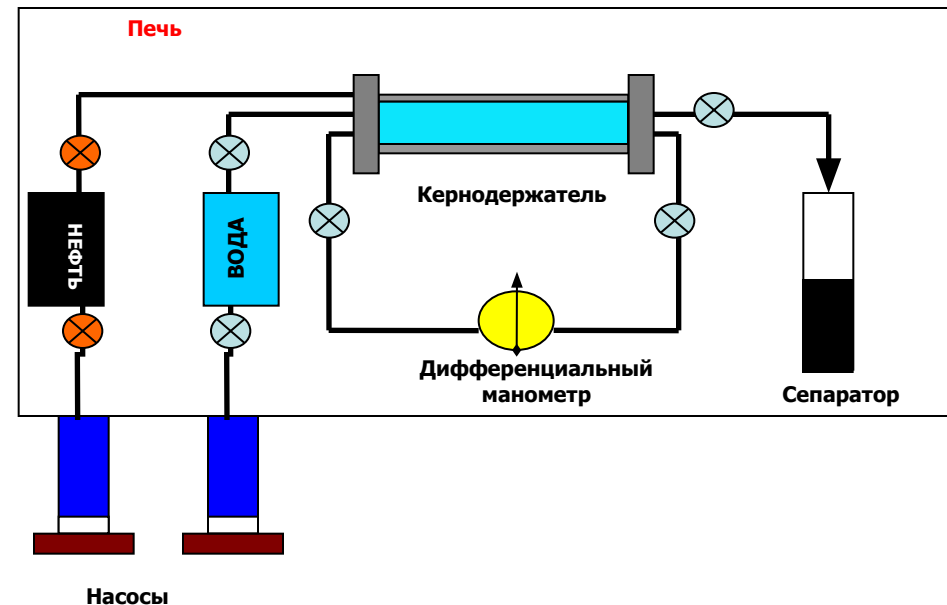 Печь
Кернодержатель
НЕФТЬ
ВОДА
Дифференциальный
манометр
Сепаратор
Насосы